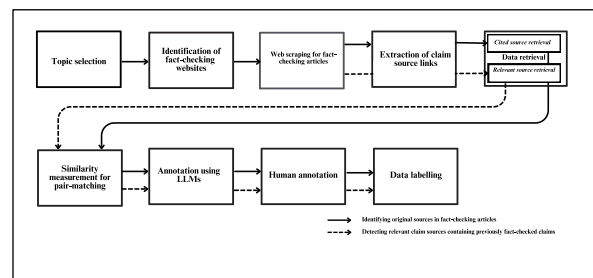 Topic selection
Identification of
fact-checking
websites
Web scraping for fact-
checking articles
Extraction of claim
source links
Cited source retrieval
Data retrieval
Relevant source retrieval
Similarity
measurement for
pair-matching
Annotation using
LLMs
Human annotation
Data labelling
Identifying original sources in fact-checking articles
Detecting relevant claim sources containing previously fact-checked claims